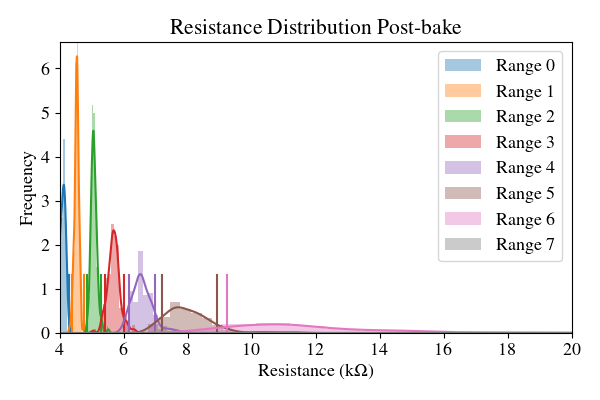 Resistance Distribution Post-bake
Frequency
6
5
4
3
2
1
0
4
6
8
10
12
14
16
18
20
Resistance (kΩ)
Range 0
Range 1
Range 2
Range 3
Range 4
Range 5
Range 6
Range 7